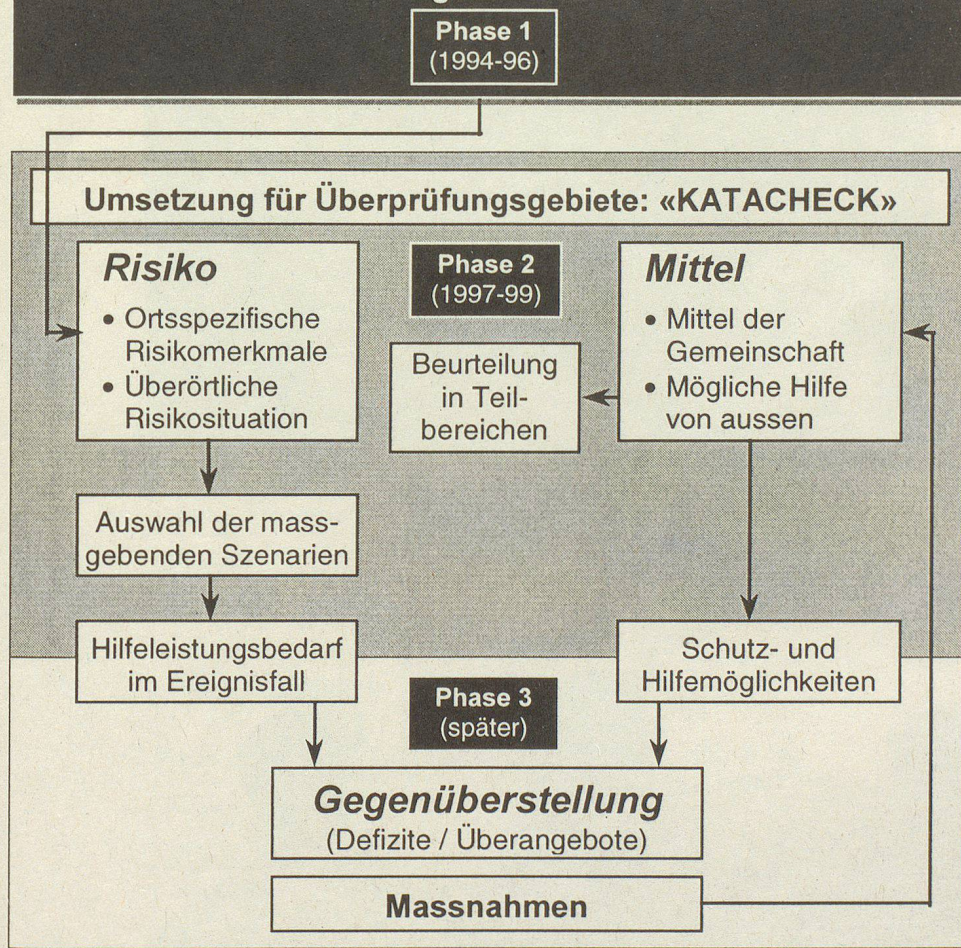 Phase 1
(1994-96)
Umsetzung für Überprüfungsgebiete: «KATACHECK»
Risiko
• Ortsspezifische
Risikomerkmale
• Überörtliche
Risikosituation
Phase 2
(1997-99)
Beurteilung
in Teil-
bereichen
Mittel
• Mittel der
Gemeinschaft
• Mögliche Hilfe
von aussen
Auswahl der mass-
gebenden Szenarien
Hilfeleistungsbedarf
im Ereignisfall
Schutz- und
Hilfemöglichkeiten
Phase 3
(später)
Gegenüberstellung
(Defizite / Überangebote)
Massnahmen